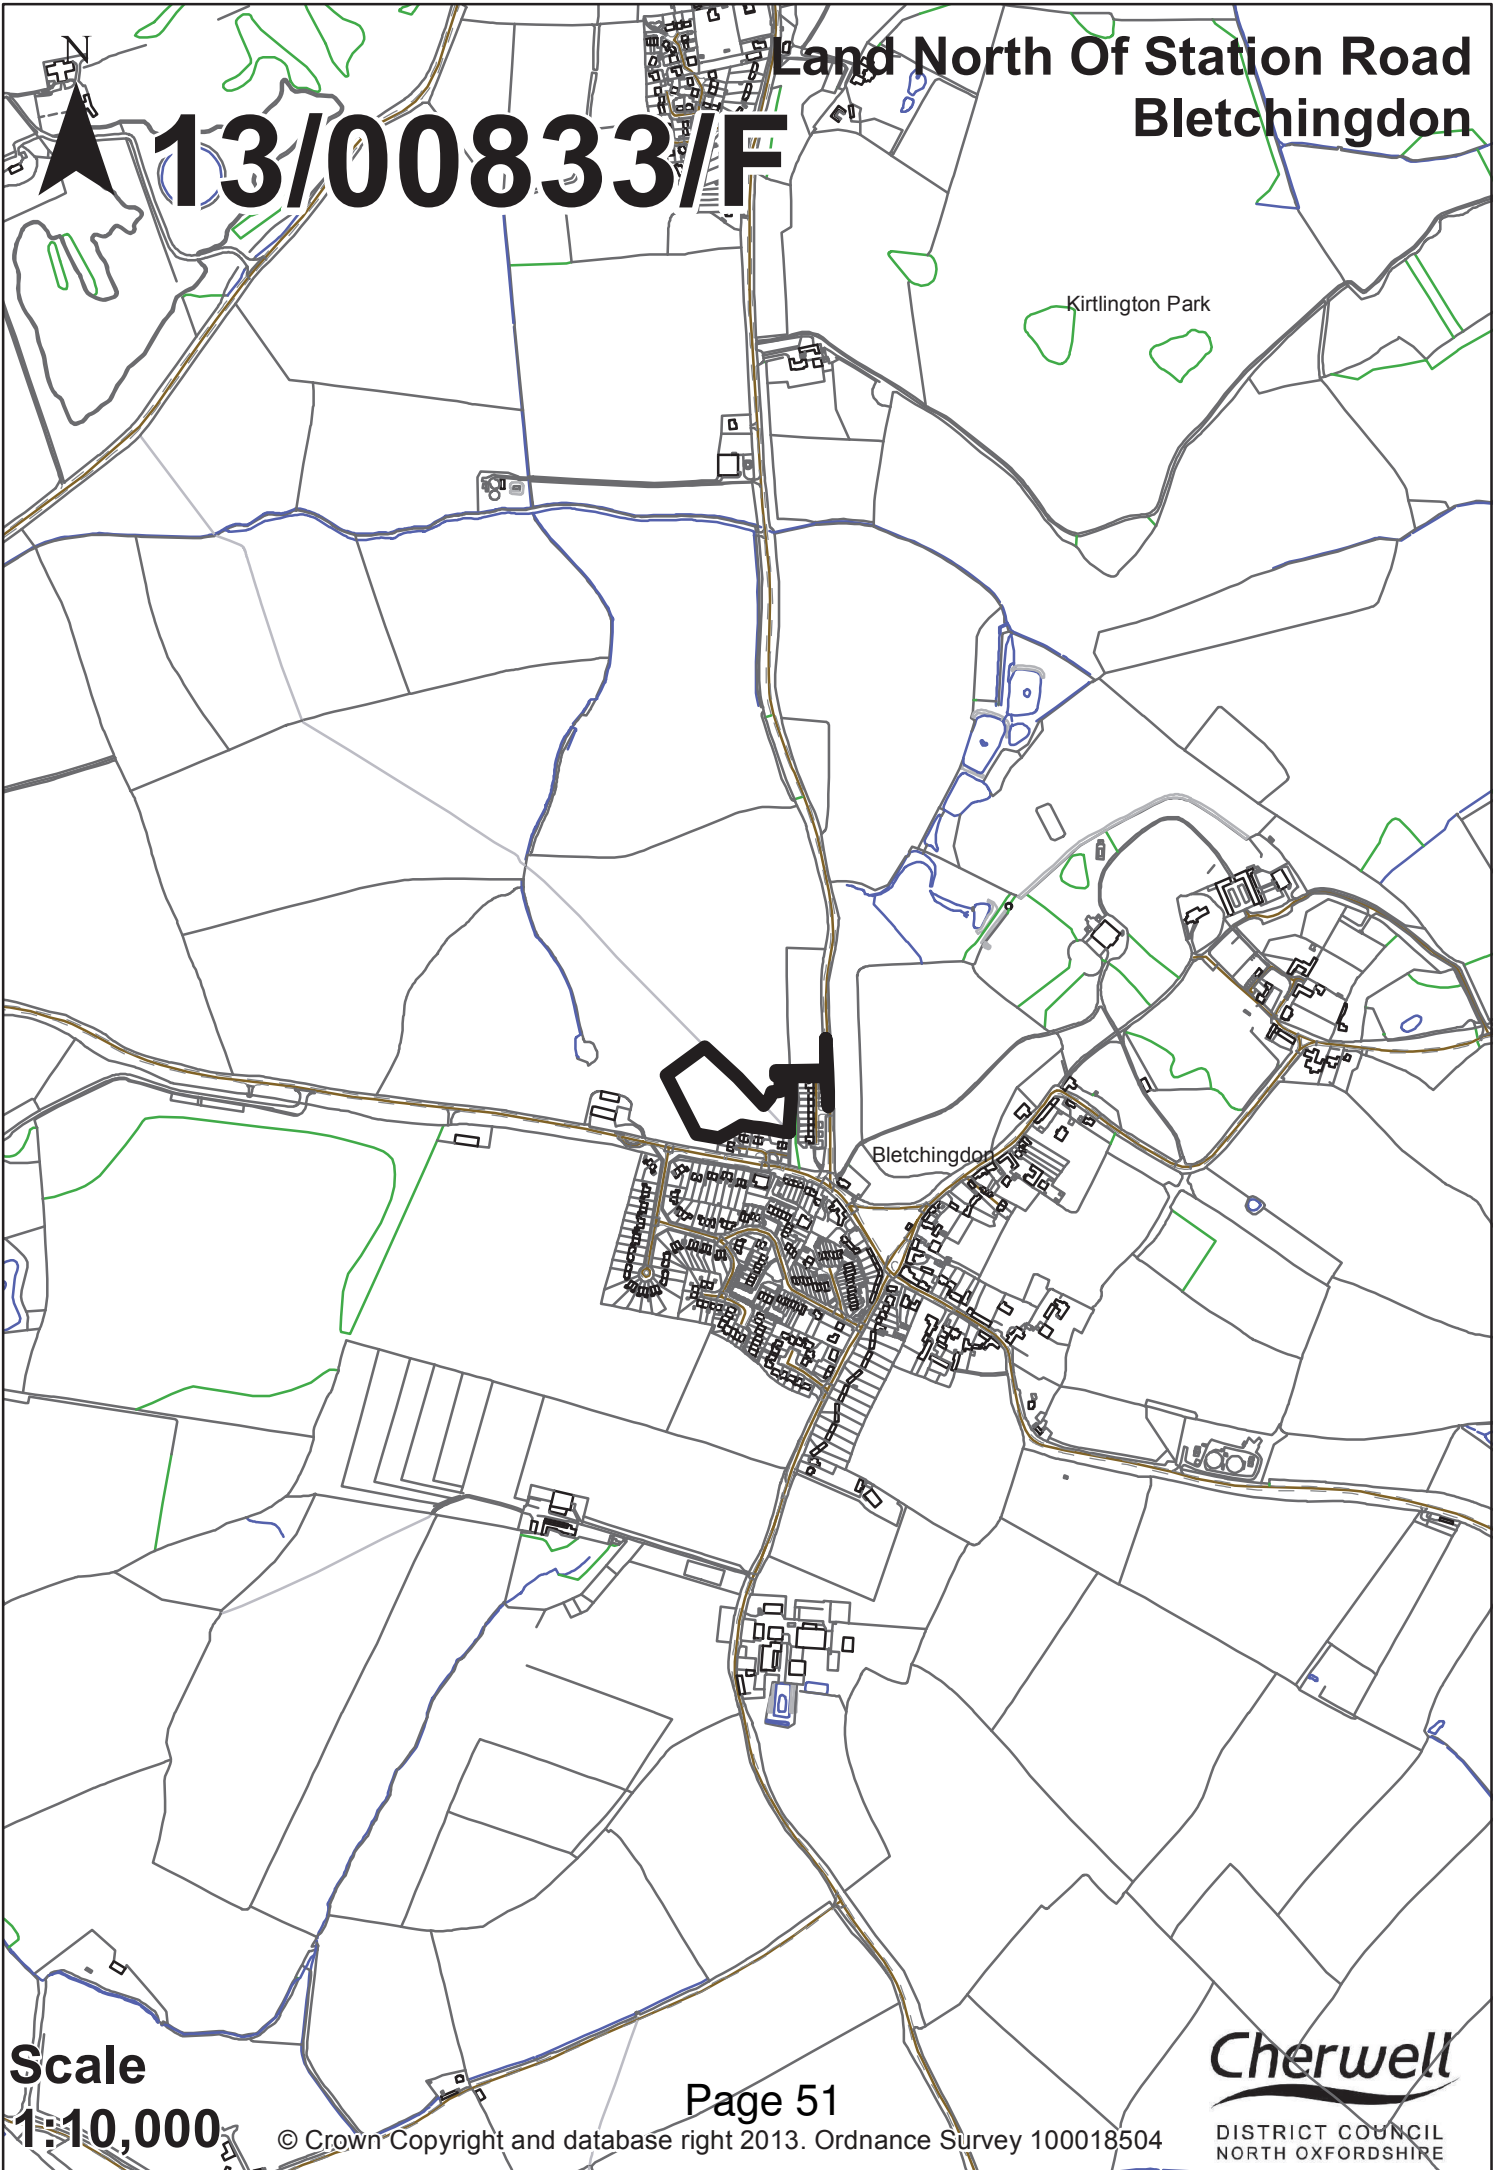 N
Land North Of Station Road
Bletchingdon
13/00833/F
Kirtlington Park
Bletchingdon
Scale
1:10,000
Page 51
© Crown Copyright and database right 2013. Ordnance Survey 100018504
Cherwell
DISTRICT COUNCIL
NORTH OXFORDSHIRE